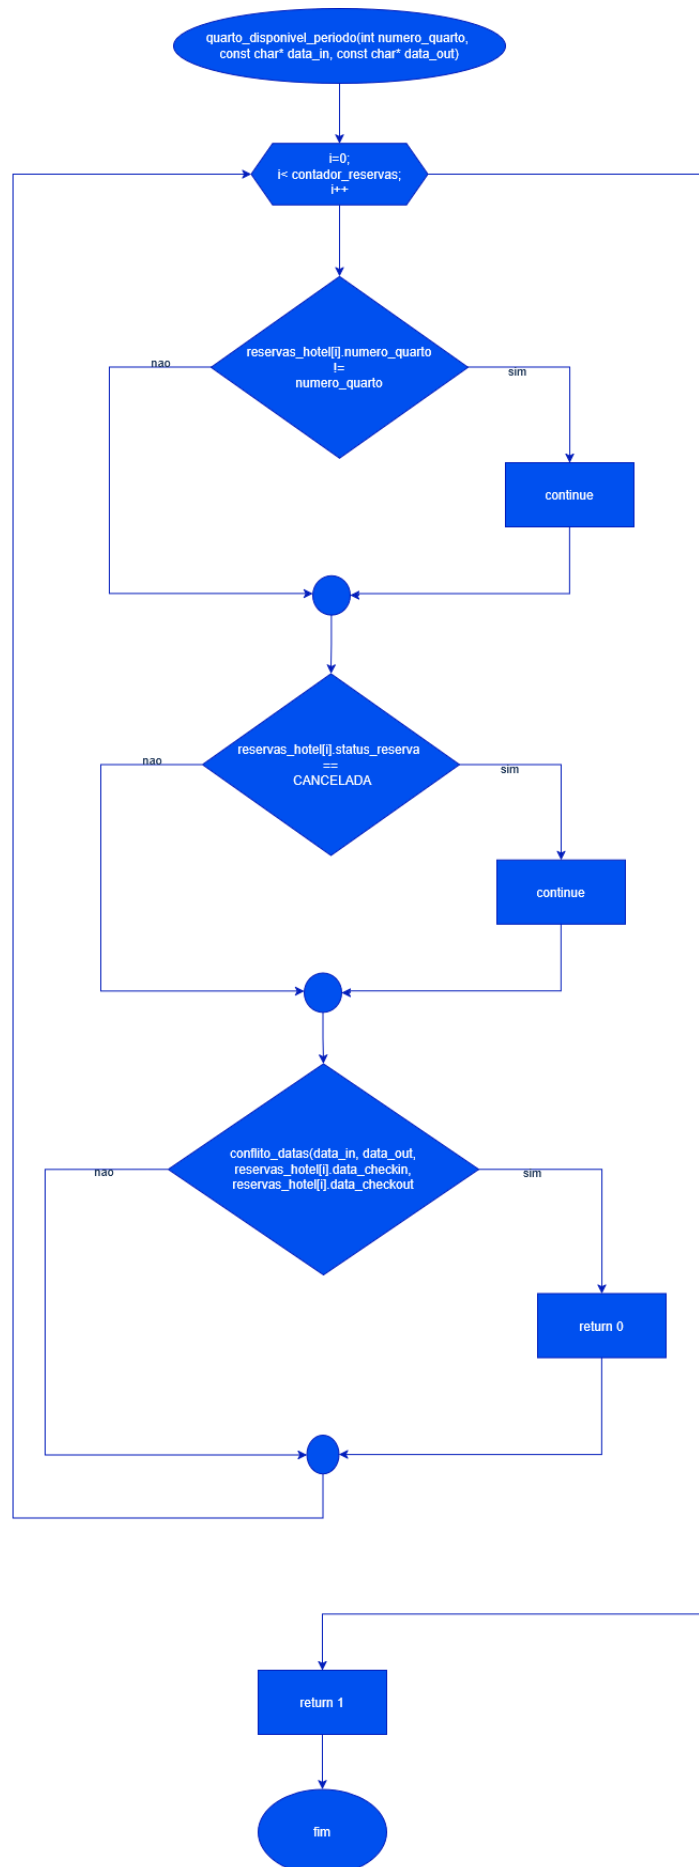 quarto_disponivel_periodo(int numero_quarto,
const char* data_in, const char* data_out)
i=0;
i< contador_reservas;
i++
reservas_hotel[i].numero_quarto
!=
numero_quarto
nao
sim
continue
reservas_hotel[i].status_reserva
==
CANCELADA
nao
sim
continue
conflito_datas(data_in, data_out,
reservas_hotel[i].data_checkin,
reservas_hotel[i].data_checkout
nao
sim
return 0
return 1
fim